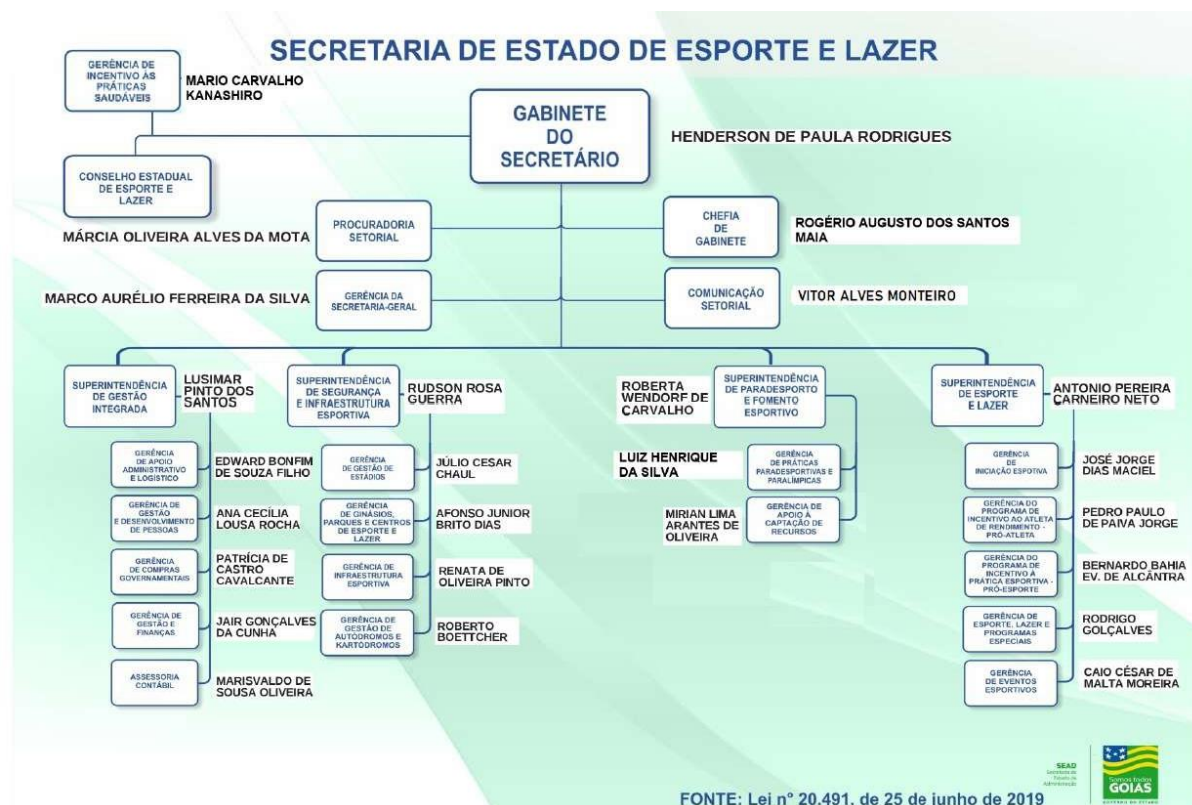 SECRETARIA DE ESTADO DE ESPORTE E LAZER
GERÊNCIA DE
INCENTIVO ÀS
PRÁTICAS
SAUDÁVEIS
MARIO CARVALHO
KANASHIRO
GABINETE
DO
SECRETÁRIO
HENDERSON DE PAULA RODRIGUES
CONSELHO ESTADUAL
DE ESPORTE E
LAZER
MÁRCIA OLIVEIRA ALVES DA MOTA
PROCURADORIA
SETORIAL
CHEFIA
DE
GABINETE
ROGÉRIO AUGUSTO DOS SANTOS
MAIA
MARCO AURÉLIO FERREIRA DA SILVA
GERÊNCIA DA
SECRETARIA-GERAL
COMUNICAÇÃO
SETORIAL
VITOR ALVES MONTEIRO
SUPERINTENDÊNCIA
DE GESTÃO
INTEGRADA
LUSIMAR
PINTO DOS
SANTOS
GERÊNCIA
DE APOIO
ADMINISTRATIVO
E LOGÍSTICO
EDWARD BONFIM
DE SOUZA FILHO
GERÊNCIA DE
GESTÃO
E DESENVOLVIMENTO
DE PESSOAS
ANA CECÍLIA
LOUSA ROCHA
GERÊNCIA
DE COMPRAS
GOVERNAMENTAIS
PATRÍCIA DE
CASTRO
CAVALCANTE
GERÊNCIA DE
GESTÃO E
FINANÇAS
JAIR GONÇALVES
DA CUNHA
ASSESSORIA
CONTÁBIL
MARISVALDO DE
SOUSA OLIVEIRA
SUPERINTENDÊNCIA
DE SEGURANÇA
E INFRAESTRUTURA
ESPORTIVA
RUDSON ROSA
GUERRA
GERÊNCIA
DE GESTÃO DE
ESTÁDIOS
JÚLIO CESAR
CHAUL
GERÊNCIA
DE GINÁSIOS,
PARQUES E CENTROS
DE ESPORTE E
LAZER
AFONSO JUNIOR
BRITO DIAS
GERÊNCIA DE
INFRAESTRUTURA
ESPORTIVA
RENATA DE
OLIVEIRA PINTO
GERÊNCIA DE
GESTÃO DE
AUTÓDROMOS E
KARTÓDROMOS
ROBERTO
BOETTCHER
ROBERTA
WENDORF DE
CARVALHO
SUPERINTENDÊNCIA
DE PARADESPORTO
E FOMENTO
ESPORTIVO
LUIZ HENRIQUE
DA SILVA
GERÊNCIA
DE PRÁTICAS
PARADESPORTIVAS E
PARALÍMPICAS
MIRIAN LIMA
ARANTES DE
OLIVEIRA
GERÊNCIA DE
APOIO À
CAPTAÇÃO DE
RECURSOS
SUPERINTENDÊNCIA
DE ESPORTE
E LAZER
ANTONIO PEREIRA
CARNEIRO NETO
GERÊNCIA
DE
INICIAÇÃO ESPOTIVA
JOSÉ JORGE
DIAS MACIEL
GERÊNCIA DO
PROGRAMA DE
INCENTIVO AO ATLETA
DE RENDIMENTO -
PRÓ-ATLETA
PEDRO PAULO
DE PAIVA JORGE
GERÊNCIA DO
PROGRAMA DE
INCENTIVO À
PRÁTICA ESPORTIVA -
PRÓ-ESPORTE
BERNARDO BAHIA
EV. DE ALCÂNTRA
GERÊNCIA DE
ESPORTE, LAZER E
PROGRAMAS
ESPECIAIS
RODRIGO
GOLÇALVES
GERÊNCIA
DE EVENTOS
ESPORTIVOS
CAIO CÉSAR DE
MALTA MOREIRA
SEAD
Secretaria de
Estado da
Administração
Somos todos
GOIÁS
GOVERNO DO ESTADO
FONTE: Lei nº 20.491, de 25 de junho de 2019